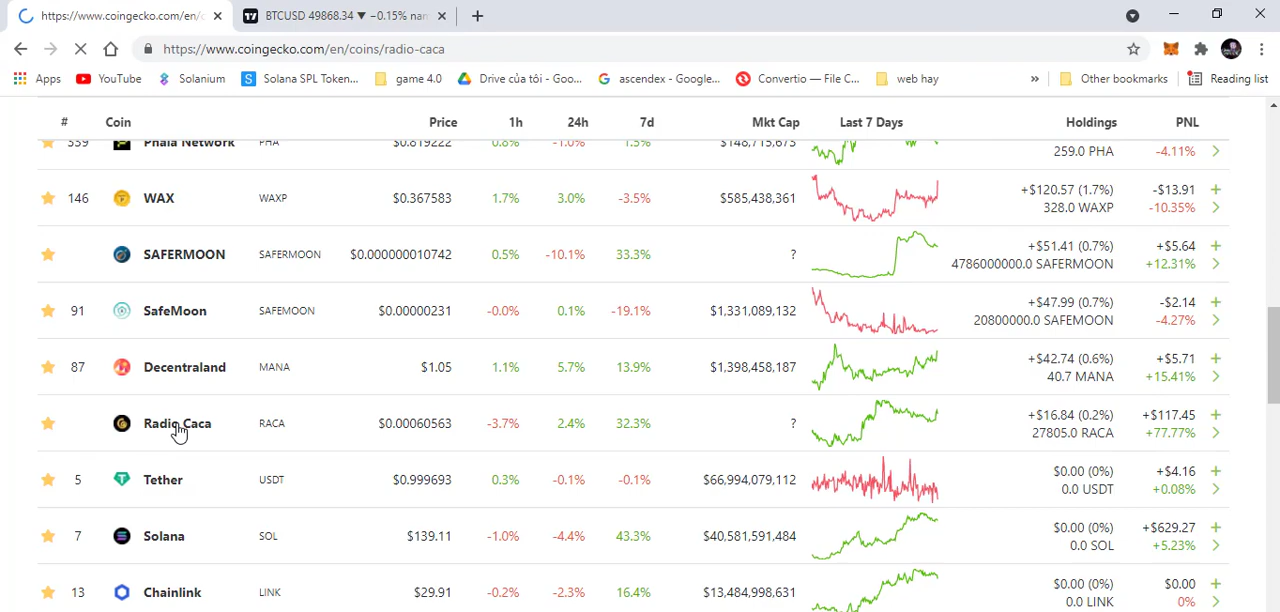 https://www.coingecko.com/en/c
BTCUSD 49868.34 ▼ −0.15% nan
https://www.coingecko.com/en/coins/radio-caca
Apps YouTube Solanium Solana SPL Token... game 4.0 Drive của tôi - Goo... ascendex - Google... Convertio — File C... web hay » Other bookmarks Reading list
# Coin Price 1h 24h 7d Mkt Cap Last 7 Days Holdings PNL
339 Phala Network PHA $0.819222 0.8% -1.0% 1.5% $148,715,673
259.0 PHA -4.11%
146 WAX WAXP $0.367583 1.7% 3.0% -3.5% $585,438,361 +$120.57 (1.7%) -$13.91
328.0 WAXP -10.35%
SAFERMOON SAFERMOON $0.000000010742 0.5% -10.1% 33.3% ? +$51.41 (0.7%) +$5.64
4786000000.0 SAFERMOON +12.31%
91 SafeMoon SAFEMOON $0.00000231 -0.0% 0.1% -19.1% $1,331,089,132 +$47.99 (0.7%) -$2.14
20800000.0 SAFEMOON -4.27%
87 Decentraland MANA $1.05 1.1% 5.7% 13.9% $1,398,458,187 +$42.74 (0.6%) +$5.71
40.7 MANA +15.41%
Radio Caca RACA $0.00060563 -3.7% 2.4% 32.3% ? +$16.84 (0.2%) +$117.45
27805.0 RACA +77.77%
5 Tether USDT $0.999693 0.3% -0.1% -0.1% $66,994,079,112 $0.00 (0%) +$4.16
0.0 USDT +0.08%
7 Solana SOL $139.11 -1.0% -4.4% 43.3% $40,581,591,484 $0.00 (0%) +$629.27
0.0 SOL +5.23%
13 Chainlink LINK $29.91 -0.2% -2.3% 16.4% $13,484,998,631 $0.00 (0%) $0.00
0.0 LINK 0%